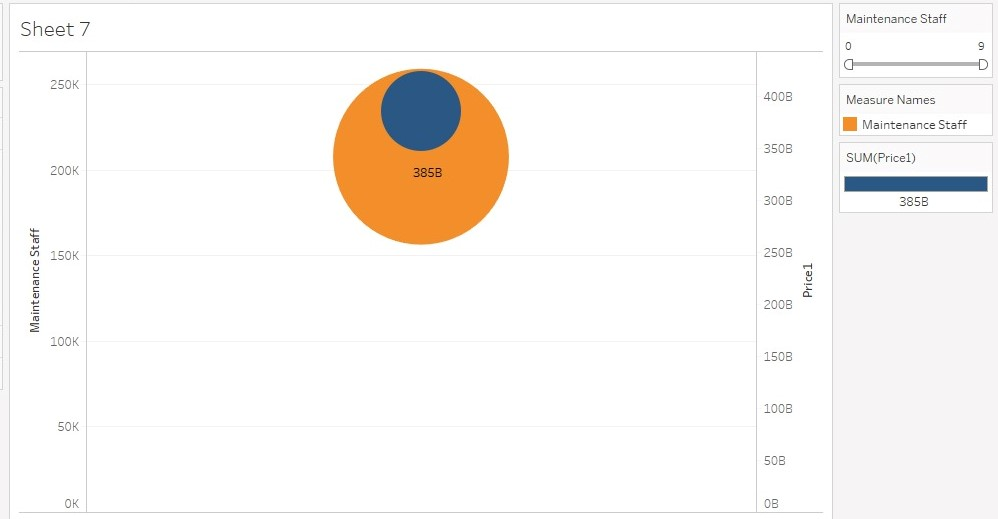 Sheet 7
Maintenance Staff
250K
200K
150K
100K
50K
0K
385B
400B
350B
300B
250B
200B
150B
100B
50B
0B
Price1
Maintenance Staff
0 9
Measure Names
Maintenance Staff
SUM(Price1)
385B